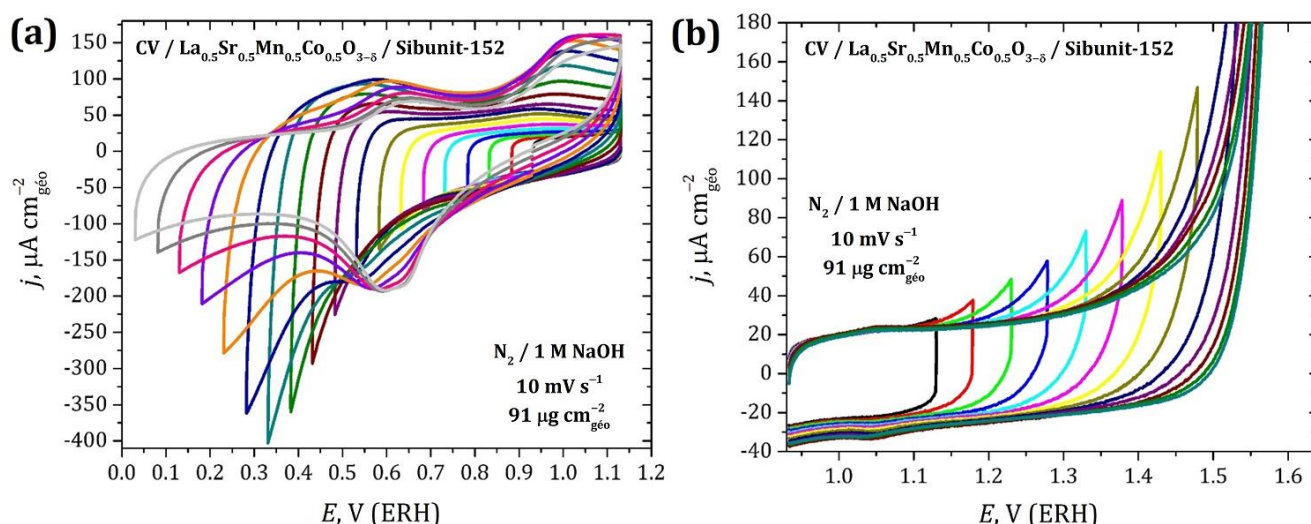 (a)
CV / La₀.₅Sr₀.₅Mn₀.₅Co₀.₅O₃₋δ / Sibunit-152
150
100
50
0
-50
-100
-150
-200
-250
-300
-350
-400
j, µA cm⁻²géo
N₂ / 1 M NaOH
10 mV s⁻¹
91 µg cm⁻²géo
0.0 0.1 0.2 0.3 0.4 0.5 0.6 0.7 0.8 0.9 1.0 1.1 1.2
E, V (ERH)
(b)
CV / La₀.₅Sr₀.₅Mn₀.₅Co₀.₅O₃₋δ / Sibunit-152
180
160
140
120
100
80
60
40
20
0
-20
-40
j, µA cm⁻²géo
N₂ / 1 M NaOH
10 mV s⁻¹
91 µg cm⁻²géo
1.0 1.1 1.2 1.3 1.4 1.5 1.6
E, V (ERH)